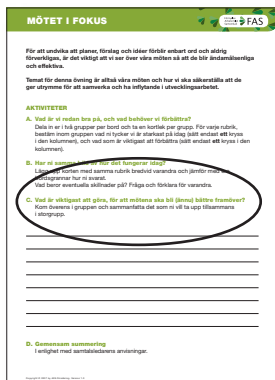 MÖTET I FOKUS
FAS
För att undvika att planer, förslag och idéer förblir enbart ord och aldrig
förverkligas, är det viktigt att vi ser över våra möten så att de blir ändamålsenliga
och effektiva.
Temat för denna övning är alltså våra möten och hur vi ska säkerställa att de
ger utrymme för att samverka och ha inflytande i utvecklingsarbetet.
AKTIVITETER
A. Vad är vi redan bra på, och vad behöver vi förbättra?
Dela in er i två grupper per bord och ta en kortlek per grupp. För varje rubrik,
bestäm inom gruppen vad ni tycker vi är starkast på idag (sätt endast ett kryss i
i den kolumnen), och vad som är viktigast att förbättra (sätt endast ett kryss i den
kolumnen).
B. Har ni samma bild av hur det fungerar idag?
Lägg upp korten med samma rubrik bredvid varandra och jämför med
bordsgrannar hur ni svarat.
Vad beror eventuella skillnader på? Fråga och förklara för varandra.
C. Vad är viktigast att göra, för att mötena ska bli (ännu) bättre framöver?
Kom överens i gruppen och sammanfatta det som ni vill ta upp tillsammans
i storgrupp.
D. Gemensam summering
I enlighet med samtalsledarens anvisningar.